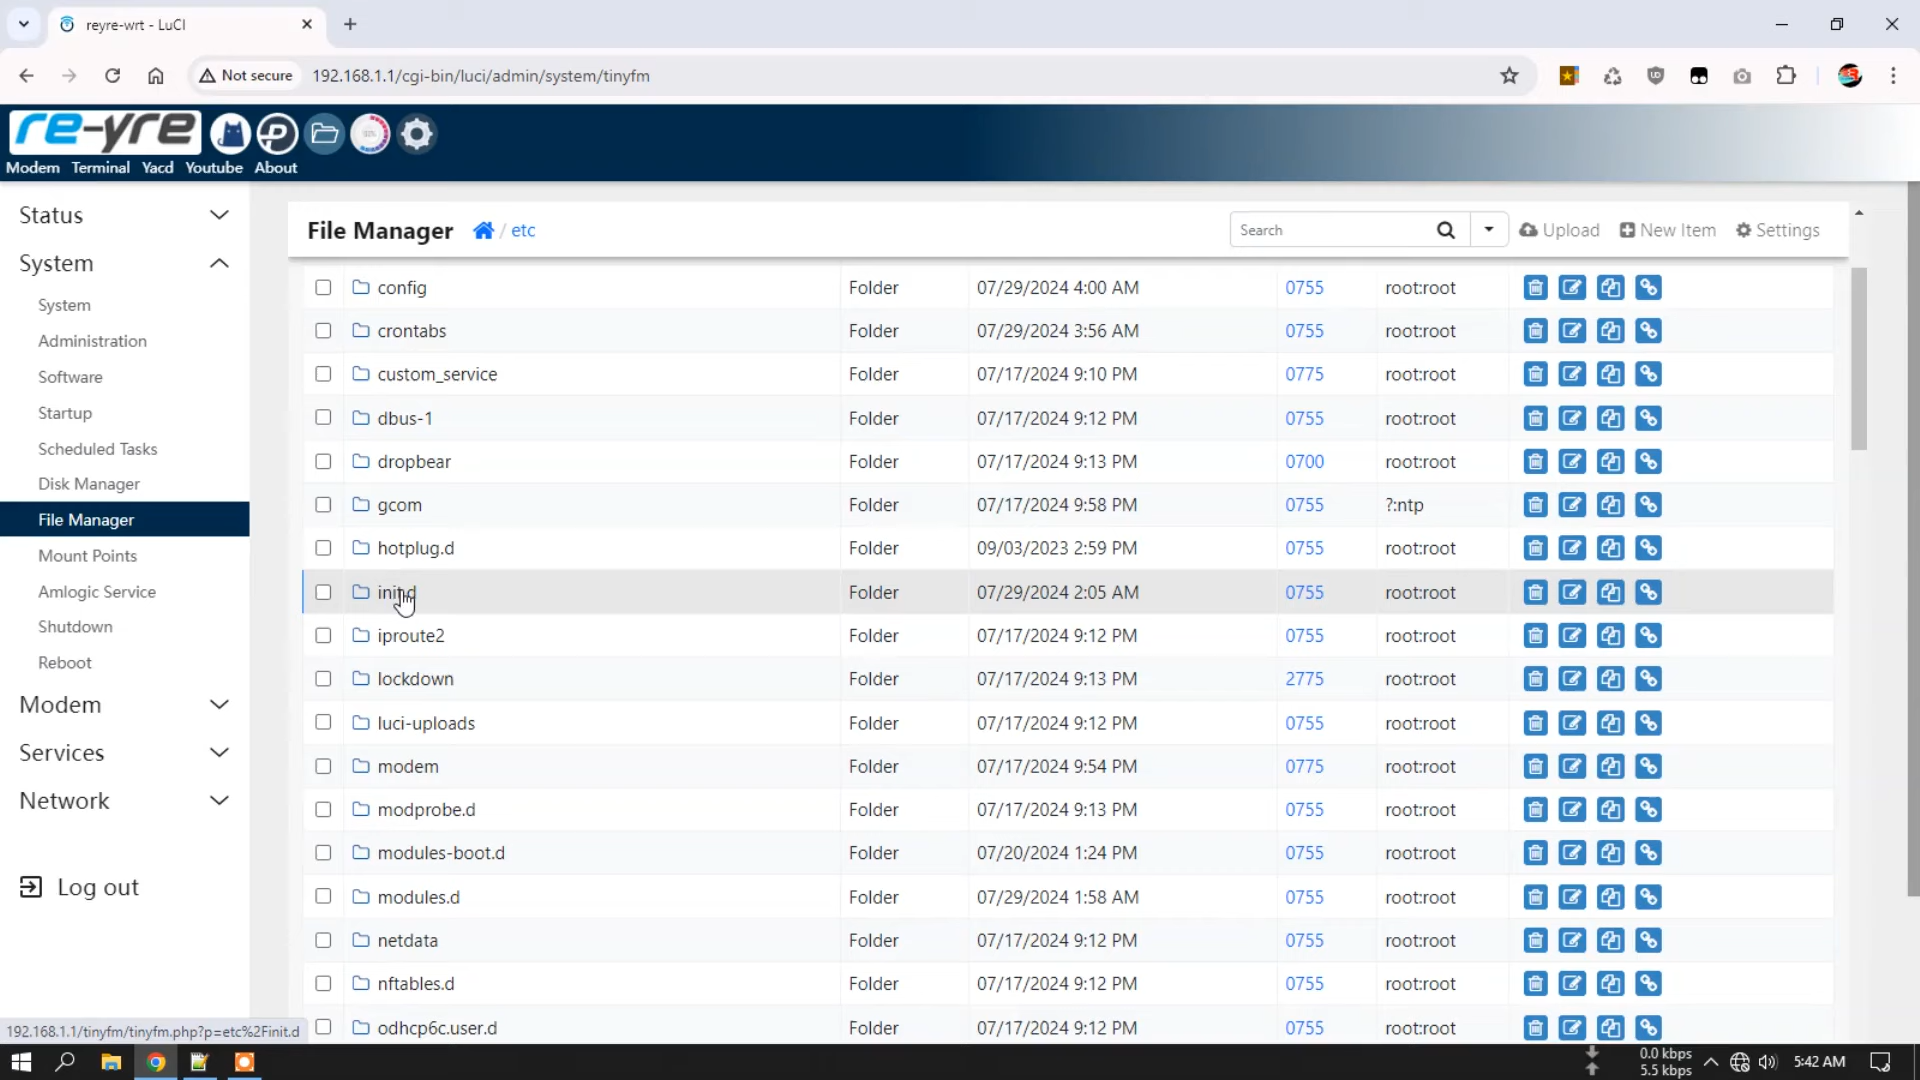 reyre-wrt - LuCI
Not secure 192.168.1.1/cgi-bin/luci/admin/system/tinyfm
re-yre
Modem Terminal Yacd Youtube About
Status
System
System
Administration
Software
Startup
Scheduled Tasks
Disk Manager
File Manager
Mount Points
Amlogic Service
Shutdown
Reboot
Modem
Services
Network
Log out
File Manager / etc Search Upload New Item Settings
config Folder 07/29/2024 4:00 AM 0755 root:root
crontabs Folder 07/29/2024 3:56 AM 0755 root:root
custom_service Folder 07/17/2024 9:10 PM 0775 root:root
dbus-1 Folder 07/17/2024 9:12 PM 0755 root:root
dropbear Folder 07/17/2024 9:13 PM 0700 root:root
gcom Folder 07/17/2024 9:58 PM 0755 ?:ntp
hotplug.d Folder 09/03/2023 2:59 PM 0755 root:root
init.d Folder 07/29/2024 2:05 AM 0755 root:root
iproute2 Folder 07/17/2024 9:12 PM 0755 root:root
lockdown Folder 07/17/2024 9:13 PM 2775 root:root
luci-uploads Folder 07/17/2024 9:12 PM 0755 root:root
modem Folder 07/17/2024 9:54 PM 0775 root:root
modprobe.d Folder 07/17/2024 9:13 PM 0755 root:root
modules-boot.d Folder 07/20/2024 1:24 PM 0755 root:root
modules.d Folder 07/29/2024 1:58 AM 0755 root:root
netdata Folder 07/17/2024 9:12 PM 0755 root:root
nftables.d Folder 07/17/2024 9:12 PM 0755 root:root
odhcp6c.user.d Folder 07/17/2024 9:12 PM 0755 root:root
192.168.1.1/tinyfm/tinyfm.php?p=etc%2Finit.d
0.0 kbps
5.5 kbps
5:42 AM